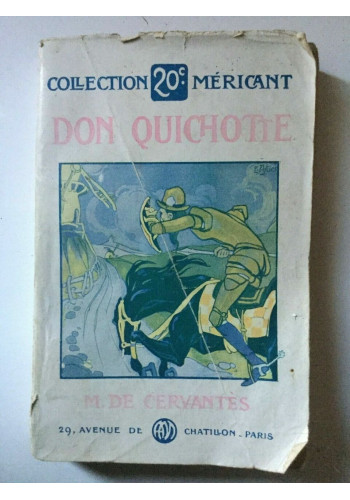 COLLECTION 20c. MÉRICANT
DON QUICHOTTE
M. DE CERVANTÈS
29, AVENUE DE CHATILLON - PARIS